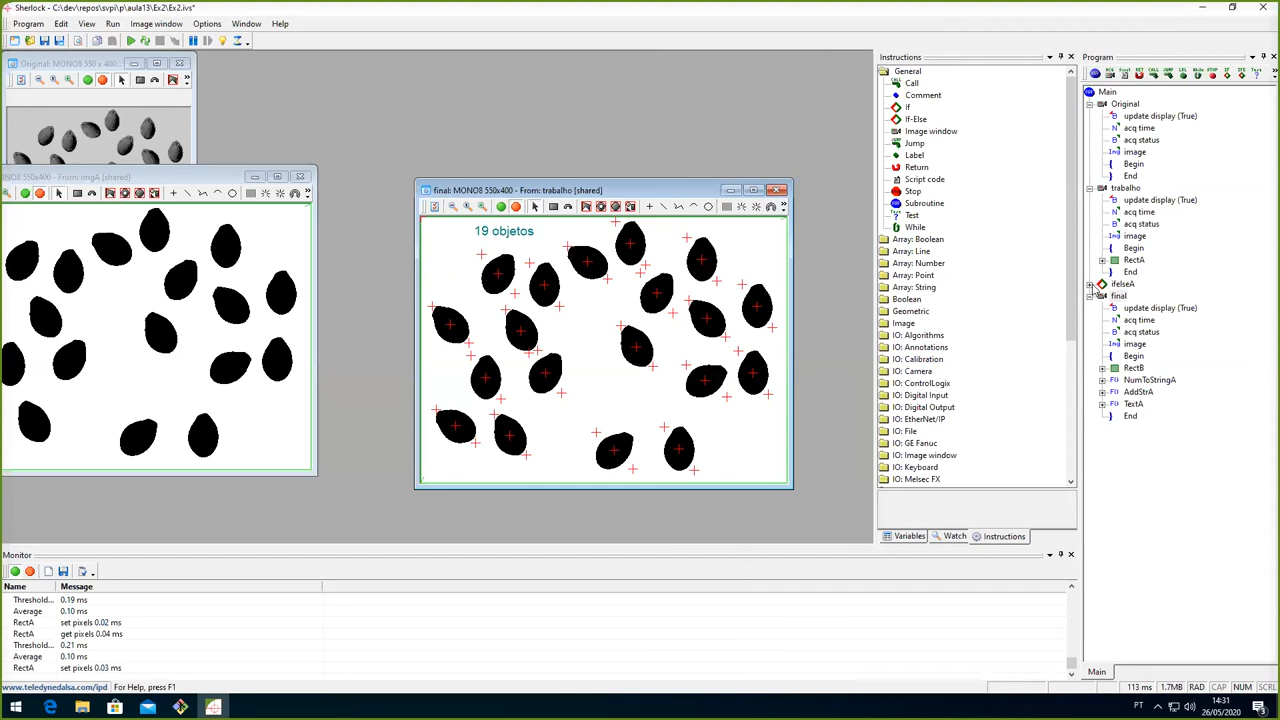 Sherlock - C:\dev\repos\svpi\p\aula13\Ex2\Ex2.ivs*
Program Edit View Run Image window Options Window Help
Original: MONO8 550 x 400...
NO8 550x400 - From: imgA [shared]
final: MONO8 550x400 - From: trabalho [shared]
19 objetos
Instructions
General
Call
Comment
If
If-Else
Image window
Jump
Label
Return
Script code
Stop
Subroutine
Test
While
Array: Boolean
Array: Line
Array: Number
Array: Point
Array: String
Boolean
Geometric
Image
IO: Algorithms
IO: Annotations
IO: Calibration
IO: Camera
IO: ControlLogix
IO: Digital Input
IO: Digital Output
IO: EtherNet/IP
IO: File
IO: GE Fanuc
IO: Image window
IO: Keyboard
IO: Melsec FX
Variables Watch Instructions
Program
Main
Original
update display (True)
acq time
acq status
image
Begin
End
trabalho
update display (True)
acq time
acq status
image
Begin
RectA
End
ifelseA
final
update display (True)
acq time
acq status
image
Begin
RectB
NumToStringA
AddStrA
TextA
End
Main
Monitor
Name Message
Threshold... 0.19 ms
Average 0.10 ms
RectA set pixels 0.02 ms
RectA get pixels 0.04 ms
Threshold... 0.21 ms
Average 0.10 ms
RectA set pixels 0.03 ms
www.teledynedalsa.com/ipd For Help, press F1
113 ms 1.7MB RAD CAP NUM SCRL
PT 14:31
26/05/2020